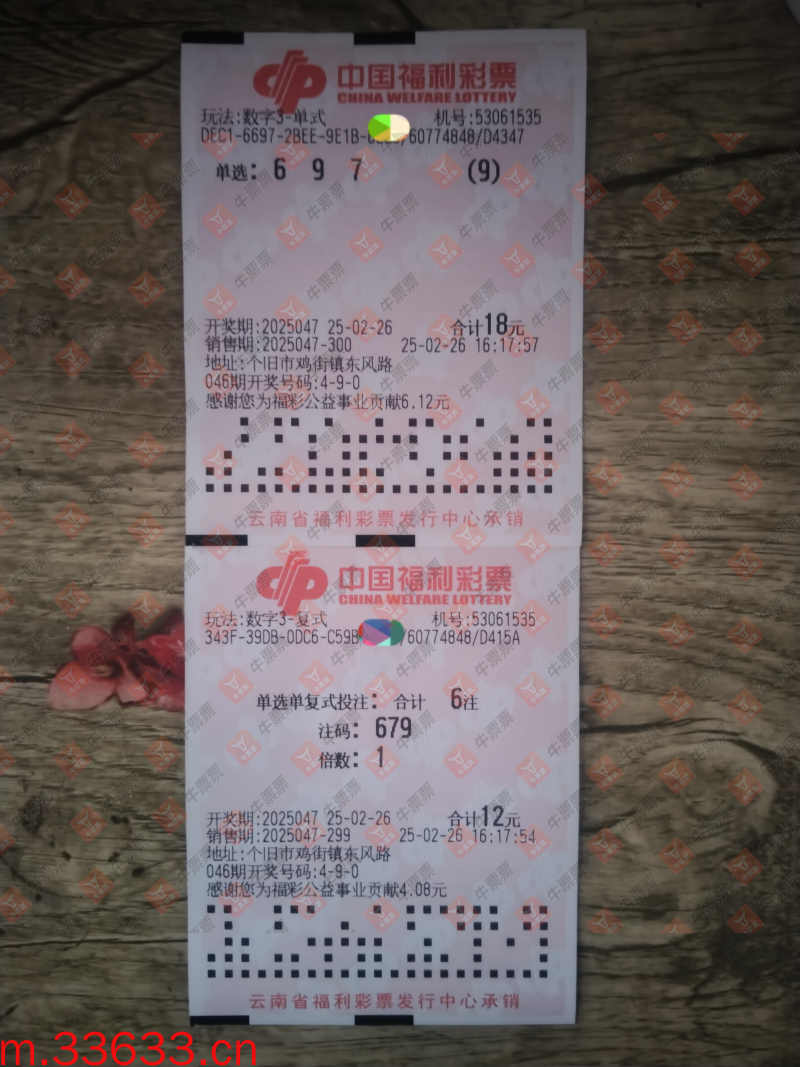 中国福利彩票
CHINA WELFARE LOTTERY
玩法:数字3-单式 机号:53061535
DEC1-6697-2BEE-9E1B- /60774848/D4347
单选: 6 9 7 (9)
开奖期:2025047 25-02-26 合计18元
销售期:2025047-300 25-02-26 16:17:57
地址:个旧市鸡街镇东风路
046期开奖号码:4-9-0
感谢您为福彩公益事业贡献6.12元
云南省福利彩票发行中心承销
中国福利彩票
CHINA WELFARE LOTTERY
玩法:数字3-复式 机号:53061535
343F-39DB-0DC6-C59B /60774848/D415A
单选单复式投注: 合计 6注
注码: 679
倍数: 1
开奖期:2025047 25-02-26 合计12元
销售期:2025047-299 25-02-26 16:17:54
地址:个旧市鸡街镇东风路
046期开奖号码:4-9-0
感谢您为福彩公益事业贡献4.08元
云南省福利彩票发行中心承销
牛票票
m.33633.cn